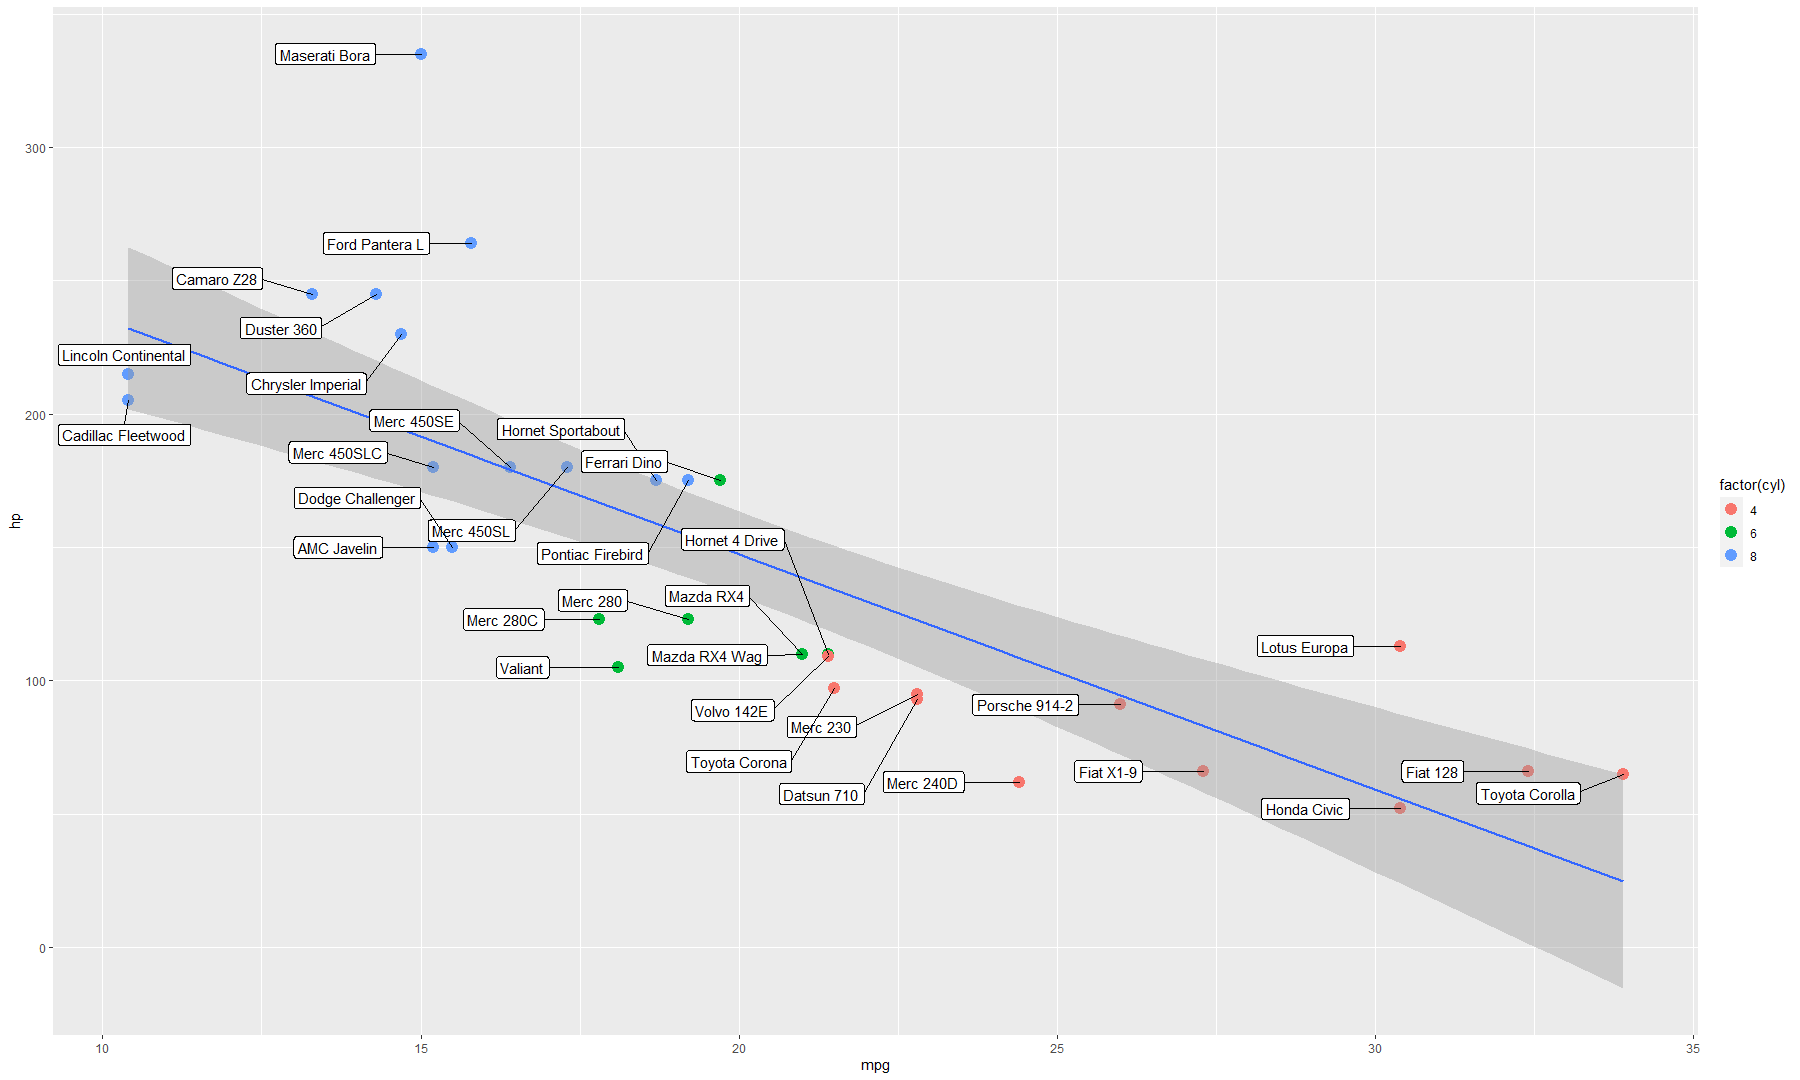 Maserati Bora
300
Ford Pantera L
Camaro Z28
Duster 360
Lincoln Continental
Chrysler Imperial
200
Merc 450SE
Hornet Sportabout
Cadillac Fleetwood
Merc 450SLC
Ferrari Dino
factor(cyl)
4
6
8
Dodge Challenger
hp
Merc 450SL
Hornet 4 Drive
AMC Javelin
Pontiac Firebird
Merc 280
Mazda RX4
Merc 280C
Lotus Europa
Mazda RX4 Wag
Valiant
100
Porsche 914-2
Volvo 142E
Merc 230
Toyota Corona
Fiat X1-9
Fiat 128
Merc 240D
Datsun 710
Toyota Corolla
Honda Civic
0
10
15
20
25
30
35
mpg